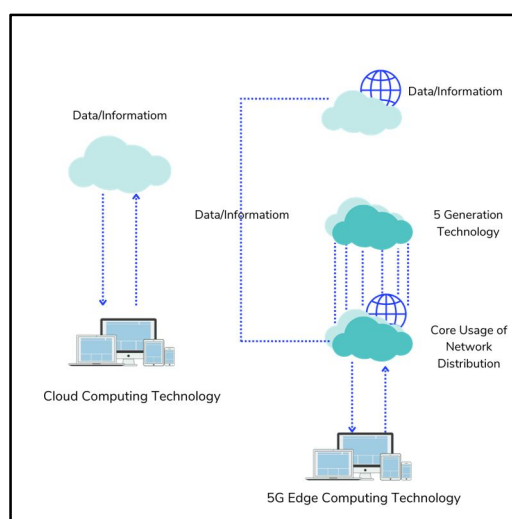 Data/Informatiom
Data/Informatiom
Data/Informatiom
5 Generation
Technology
Core Usage of
Network
Distribution
Cloud Computing Technology
5G Edge Computing Technology